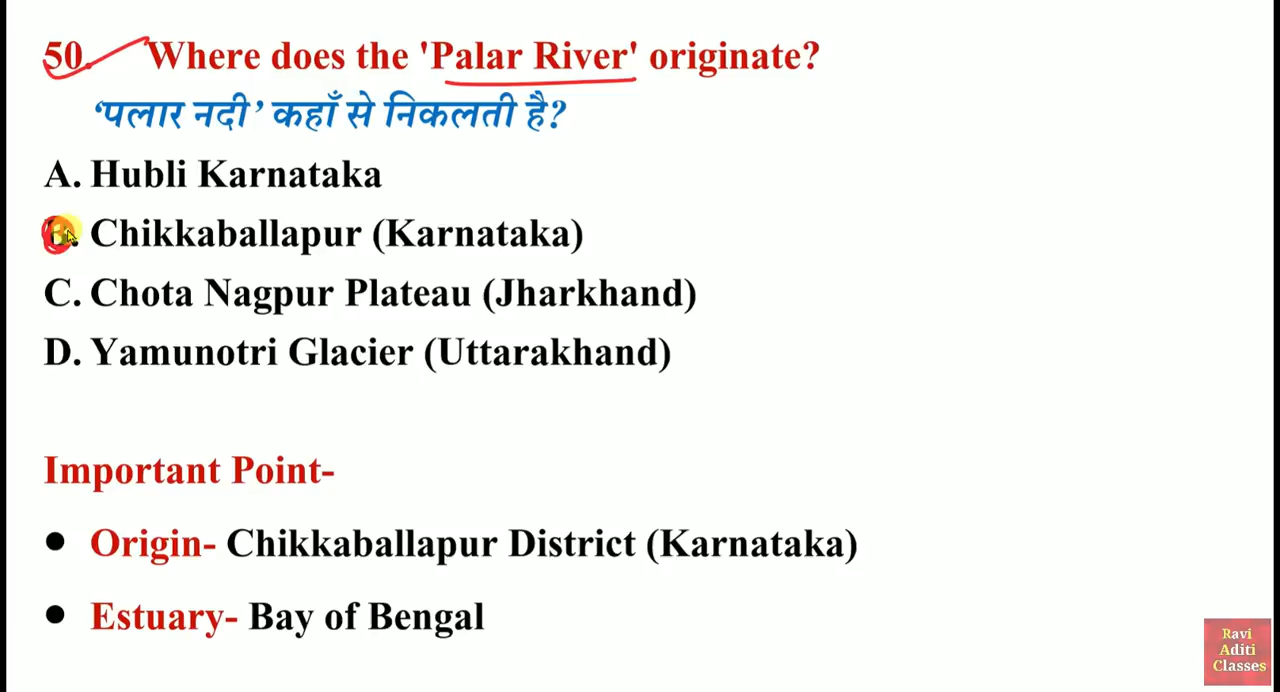 50. Where does the 'Palar River' originate?
‘पलार नदी’ कहाँ से निकलती है?
A. Hubli Karnataka
Chikkaballapur (Karnataka)
C. Chota Nagpur Plateau (Jharkhand)
D. Yamunotri Glacier (Uttarakhand)
Important Point-
● Origin- Chikkaballapur District (Karnataka)
● Estuary- Bay of Bengal
Ravi
Aditi
Classes